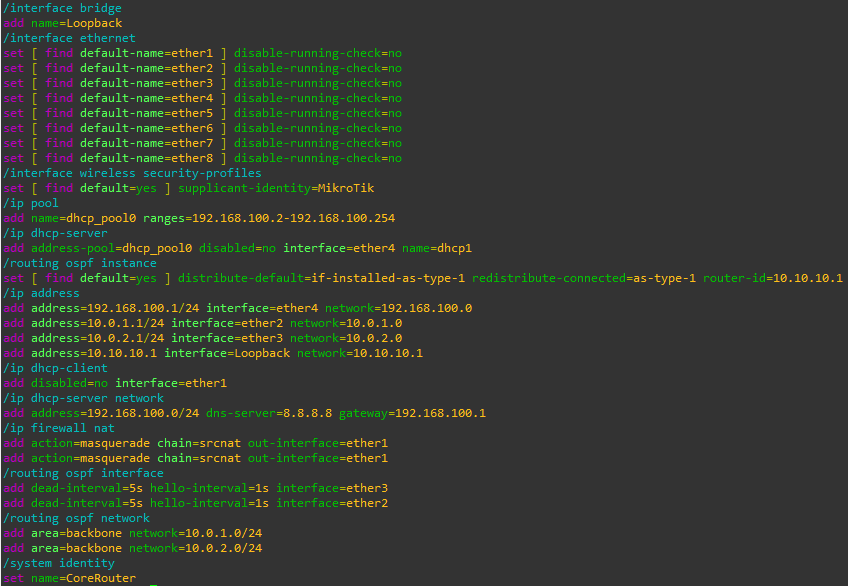 /interface bridge
add name=Loopback
/interface ethernet
set [ find default-name=ether1 ] disable-running-check=no
set [ find default-name=ether2 ] disable-running-check=no
set [ find default-name=ether3 ] disable-running-check=no
set [ find default-name=ether4 ] disable-running-check=no
set [ find default-name=ether5 ] disable-running-check=no
set [ find default-name=ether6 ] disable-running-check=no
set [ find default-name=ether7 ] disable-running-check=no
set [ find default-name=ether8 ] disable-running-check=no
/interface wireless security-profiles
set [ find default=yes ] supplicant-identity=MikroTik
/ip pool
add name=dhcp_pool0 ranges=192.168.100.2-192.168.100.254
/ip dhcp-server
add address-pool=dhcp_pool0 disabled=no interface=ether4 name=dhcp1
/routing ospf instance
set [ find default=yes ] distribute-default=if-installed-as-type-1 redistribute-connected=as-type-1 router-id=10.10.10.1
/ip address
add address=192.168.100.1/24 interface=ether4 network=192.168.100.0
add address=10.0.1.1/24 interface=ether2 network=10.0.1.0
add address=10.0.2.1/24 interface=ether3 network=10.0.2.0
add address=10.10.10.1 interface=Loopback network=10.10.10.1
/ip dhcp-client
add disabled=no interface=ether1
/ip dhcp-server network
add address=192.168.100.0/24 dns-server=8.8.8.8 gateway=192.168.100.1
/ip firewall nat
add action=masquerade chain=srcnat out-interface=ether1
add action=masquerade chain=srcnat out-interface=ether1
/routing ospf interface
add dead-interval=5s hello-interval=1s interface=ether3
add dead-interval=5s hello-interval=1s interface=ether2
/routing ospf network
add area=backbone network=10.0.1.0/24
add area=backbone network=10.0.2.0/24
/system identity
set name=CoreRouter